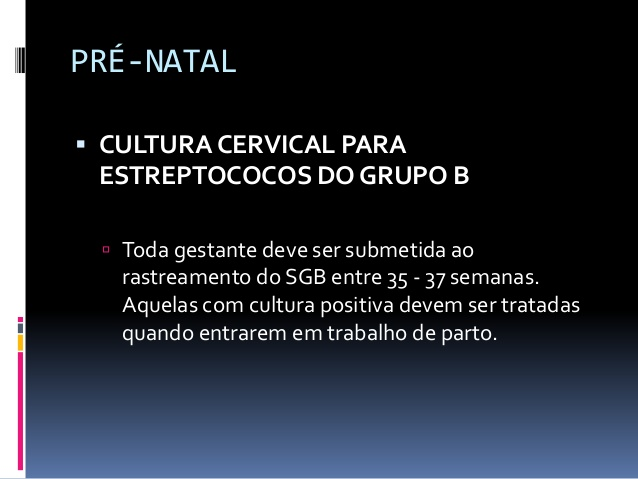 PRÉ-NATAL
CULTURA CERVICAL PARA
ESTREPTOCOCOS DO GRUPO B
Toda gestante deve ser submetida ao
rastreamento do SGB entre 35 - 37 semanas.
Aquelas com cultura positiva devem ser tratadas
quando entrarem em trabalho de parto.